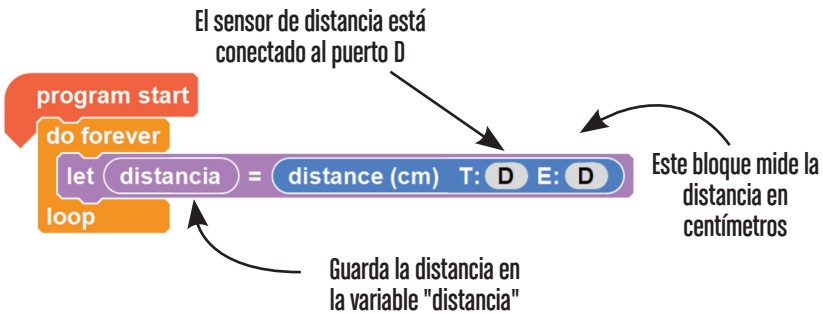 El sensor de distancia está
conectado al puerto D
program start
do forever
let distancia = distance (cm) T: D E: D
loop
Este bloque mide la
distancia en
centímetros
Guarda la distancia en
la variable "distancia"